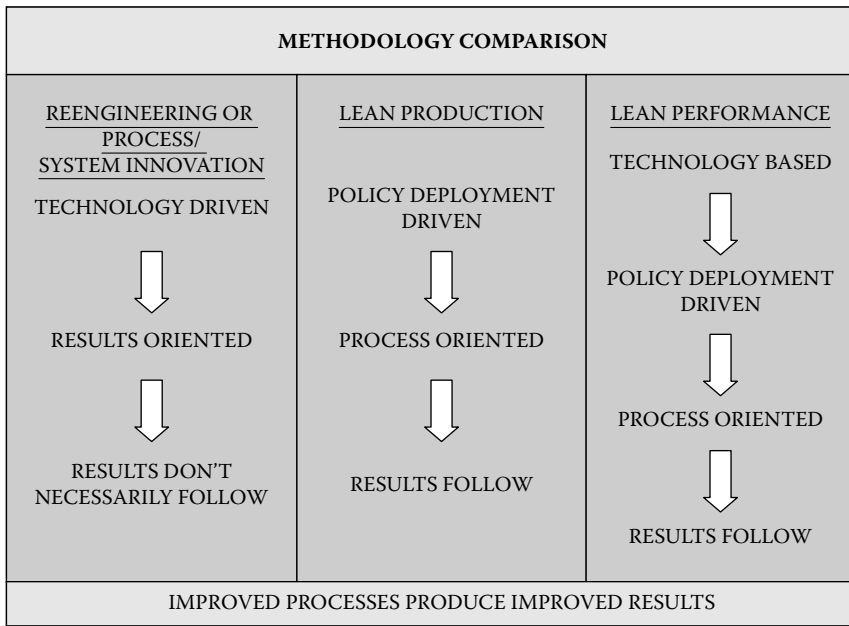 METHODOLOGY COMPARISON
REENGINEERING OR
PROCESS/
SYSTEM INNOVATION
TECHNOLOGY DRIVEN
RESULTS ORIENTED
RESULTS DON'T
NECESSARILY FOLLOW
LEAN PRODUCTION
POLICY DEPLOYMENT
DRIVEN
PROCESS ORIENTED
RESULTS FOLLOW
LEAN PERFORMANCE
TECHNOLOGY BASED
POLICY DEPLOYMENT
DRIVEN
PROCESS ORIENTED
RESULTS FOLLOW
IMPROVED PROCESSES PRODUCE IMPROVED RESULTS